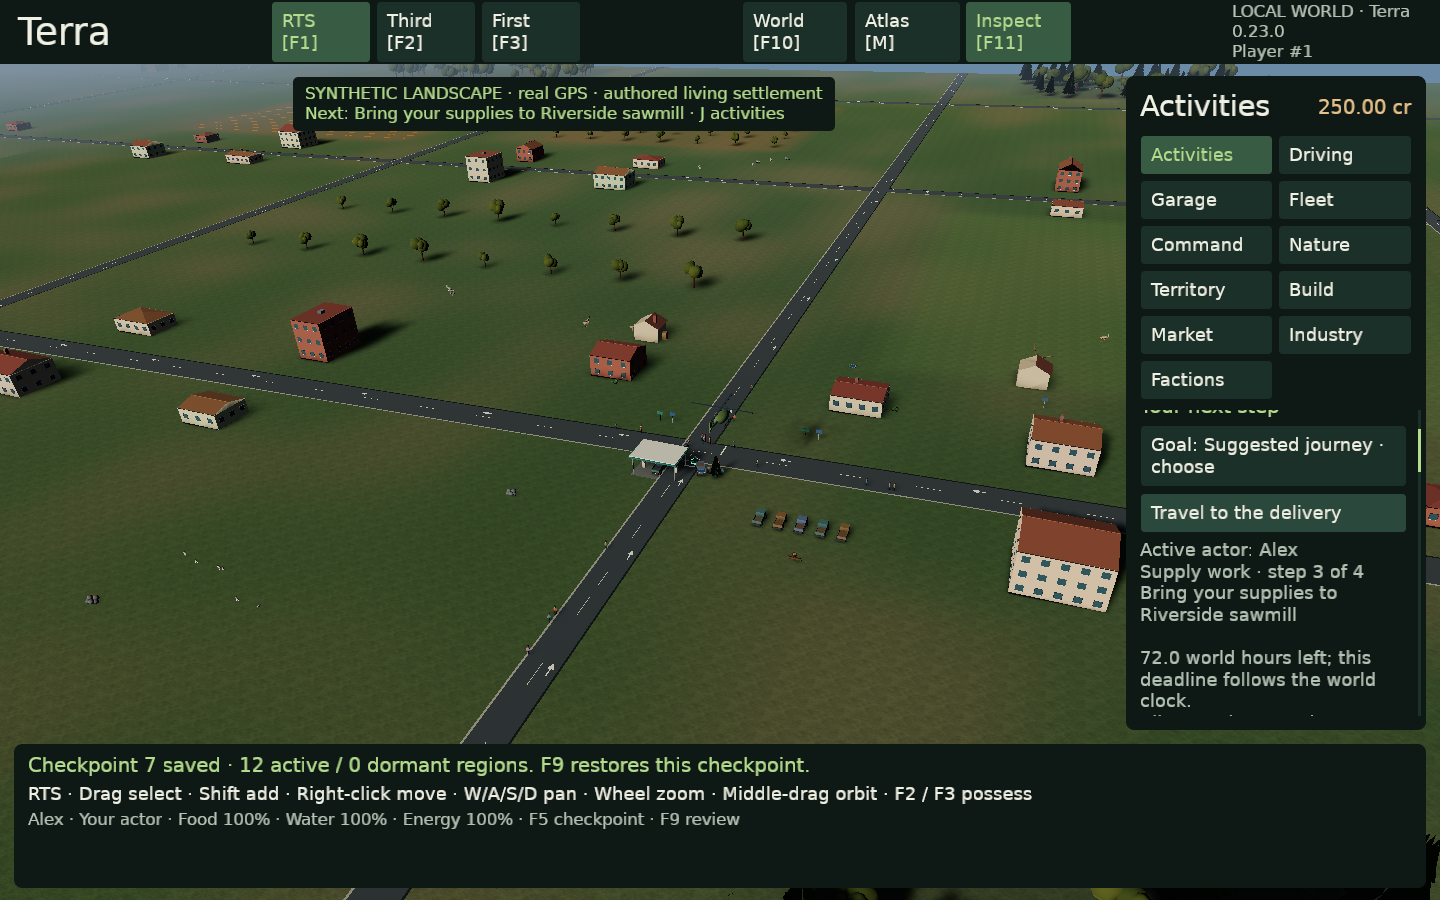 Terra
RTS
[F1]
Third
[F2]
First
[F3]
World
[F10]
Atlas
[M]
Inspect
[F11]
LOCAL WORLD · Terra
0.23.0
Player #1
SYNTHETIC LANDSCAPE · real GPS · authored living settlement
Next: Bring your supplies to Riverside sawmill · J activities
Activities
250.00 cr
Activities
Driving
Garage
Fleet
Command
Nature
Territory
Build
Market
Industry
Factions
Your next step
Goal: Suggested journey ·
choose
Travel to the delivery
Active actor: Alex
Supply work · step 3 of 4
Bring your supplies to
Riverside sawmill
72.0 world hours left; this
deadline follows the world
clock.
Checkpoint 7 saved · 12 active / 0 dormant regions. F9 restores this checkpoint.
RTS · Drag select · Shift add · Right-click move · W/A/S/D pan · Wheel zoom · Middle-drag orbit · F2 / F3 possess
Alex · Your actor · Food 100% · Water 100% · Energy 100% · F5 checkpoint · F9 review